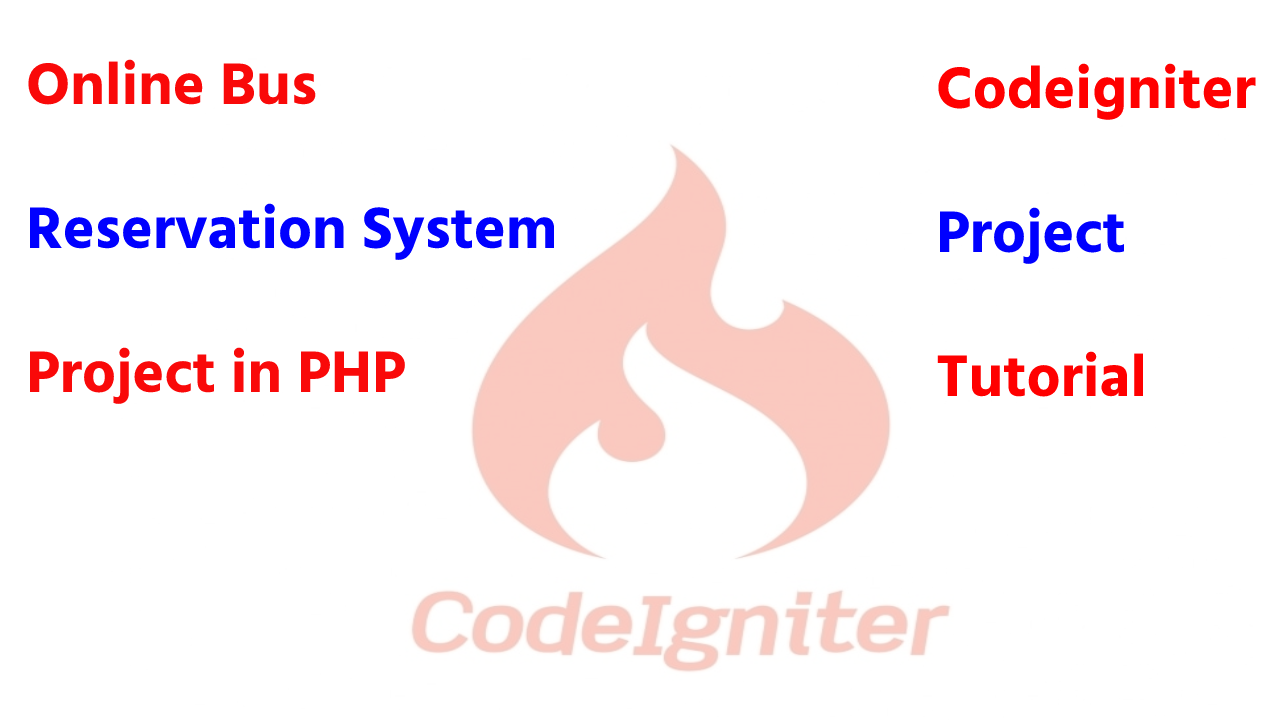 Online Bus
Reservation System
Project in PHP
Codeigniter
Project
Tutorial
CodeIgniter